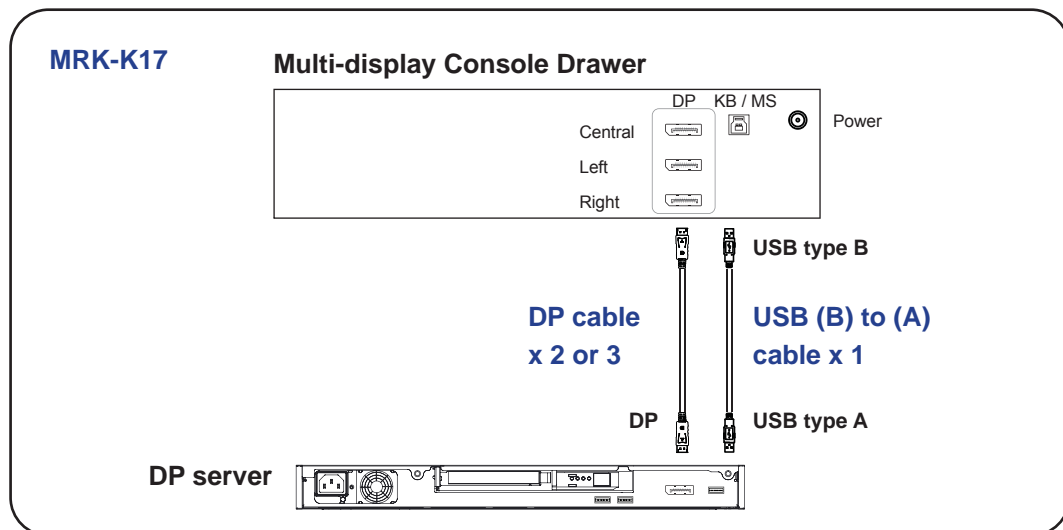 MRK-K17
Multi-display Console Drawer
DP KB / MS
Central
Power
Left
Right
USB type B
DP cable
x 2 or 3
USB (B) to (A)
cable x 1
DP
USB type A
DP server